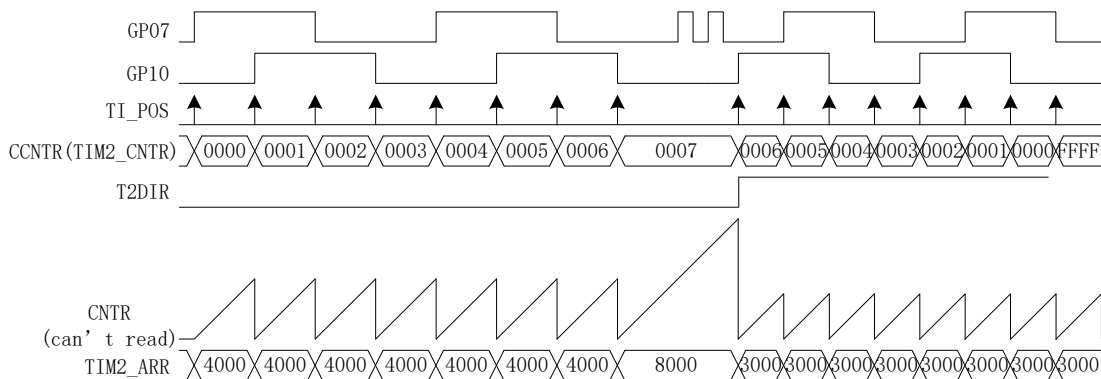 GP07
GP10
TI_POS
CCNTR(TIM2_CNTR) 0000 0001 0002 0003 0004 0005 0006 0007 0006 0005 0004 0003 0002 0001 0000 FFFF
T2DIR
CNTR
(can't read)
TIM2_ARR 4000 4000 4000 4000 4000 4000 4000 8000 3000 3000 3000 3000 3000 3000 3000 3000